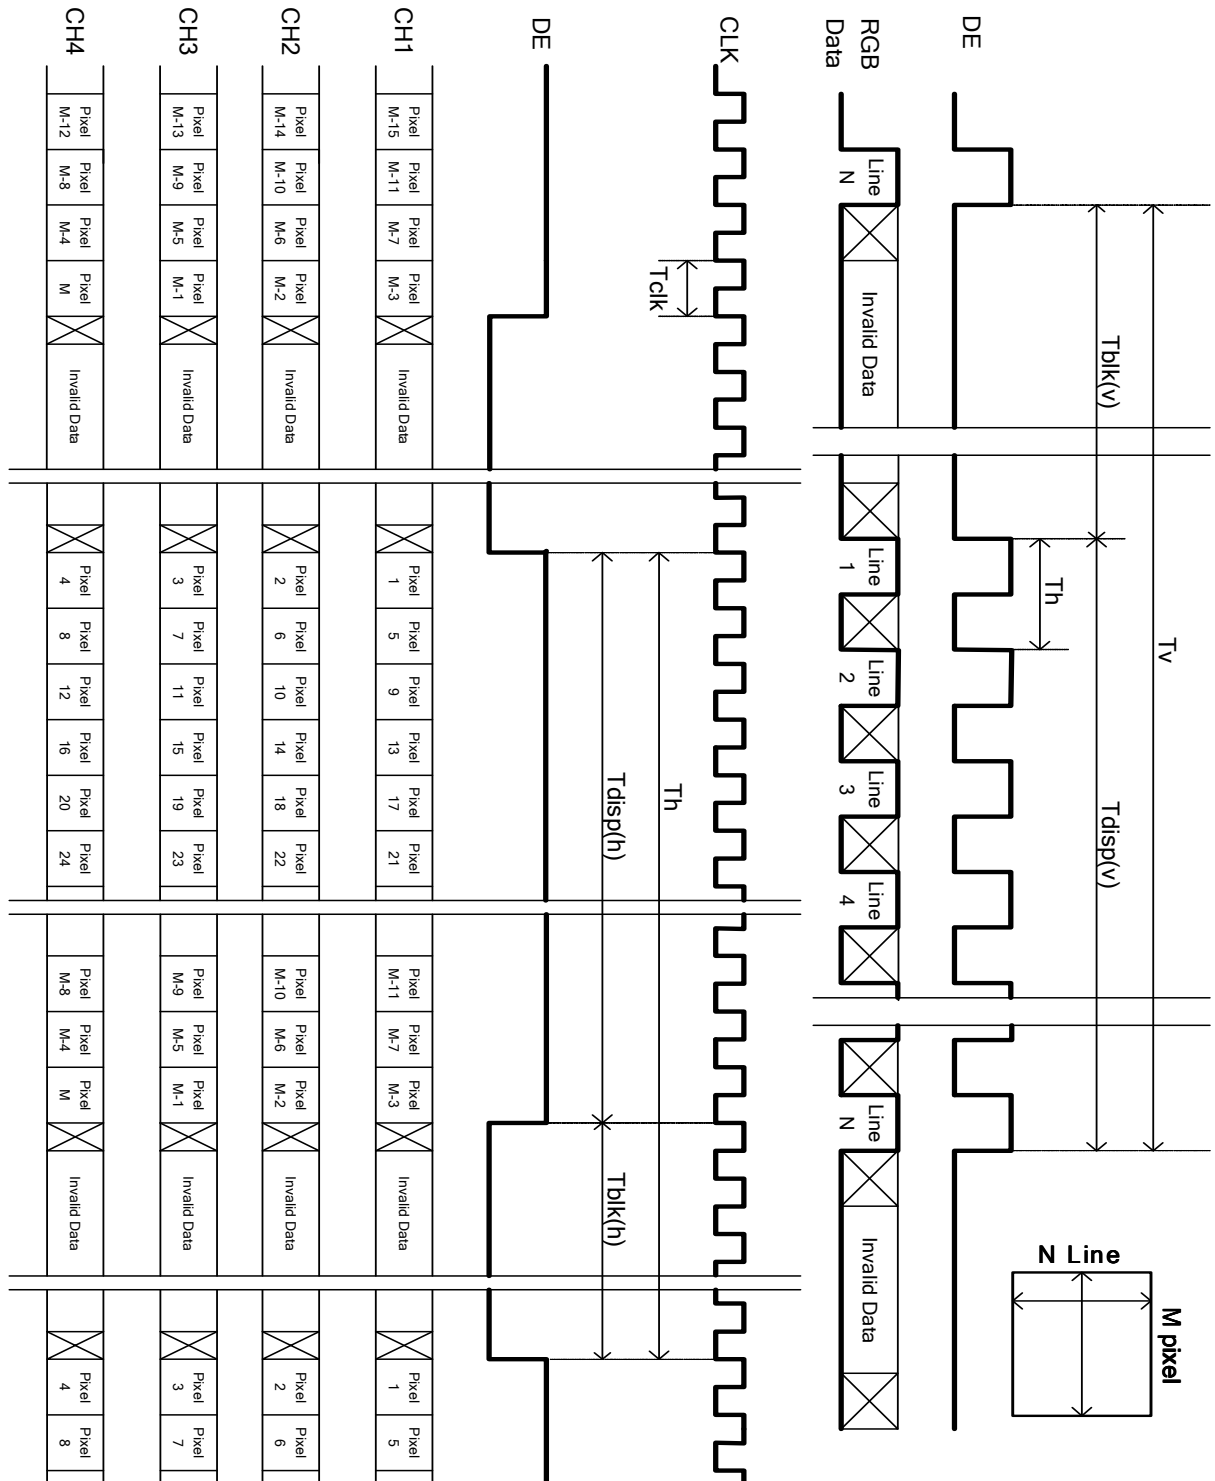 Tv
M pixel
Tblk(v) Tdisp(v)
N Line
Th
DE
RGB
Data
Line
N
Invalid Data
Line
1
Line
2
Line
3
Line
4
Line
N
Invalid Data
CLK
Tclk
Th
Tdisp(h) Tblk(h)
DE
CH1
Pixel Pixel Pixel Pixel Invalid Data Pixel Pixel Pixel Pixel Pixel Pixel Pixel Pixel Pixel Invalid Data Pixel Pixel
M-15 M-11 M-7 M-3 1 5 9 13 17 21 M-11 M-7 M-3 1 5
CH2
Pixel Pixel Pixel Pixel Invalid Data Pixel Pixel Pixel Pixel Pixel Pixel Pixel Pixel Pixel Invalid Data Pixel Pixel
M-14 M-10 M-6 M-2 2 6 10 14 18 22 M-10 M-6 M-2 2 6
CH3
Pixel Pixel Pixel Pixel Invalid Data Pixel Pixel Pixel Pixel Pixel Pixel Pixel Pixel Pixel Invalid Data Pixel Pixel
M-13 M-9 M-5 M-1 3 7 11 15 19 23 M-9 M-5 M-1 3 7
CH4
Pixel Pixel Pixel Pixel Invalid Data Pixel Pixel Pixel Pixel Pixel Pixel Pixel Pixel Pixel Invalid Data Pixel Pixel
M-12 M-8 M-4 M 4 8 12 16 20 24 M-8 M-4 M 4 8